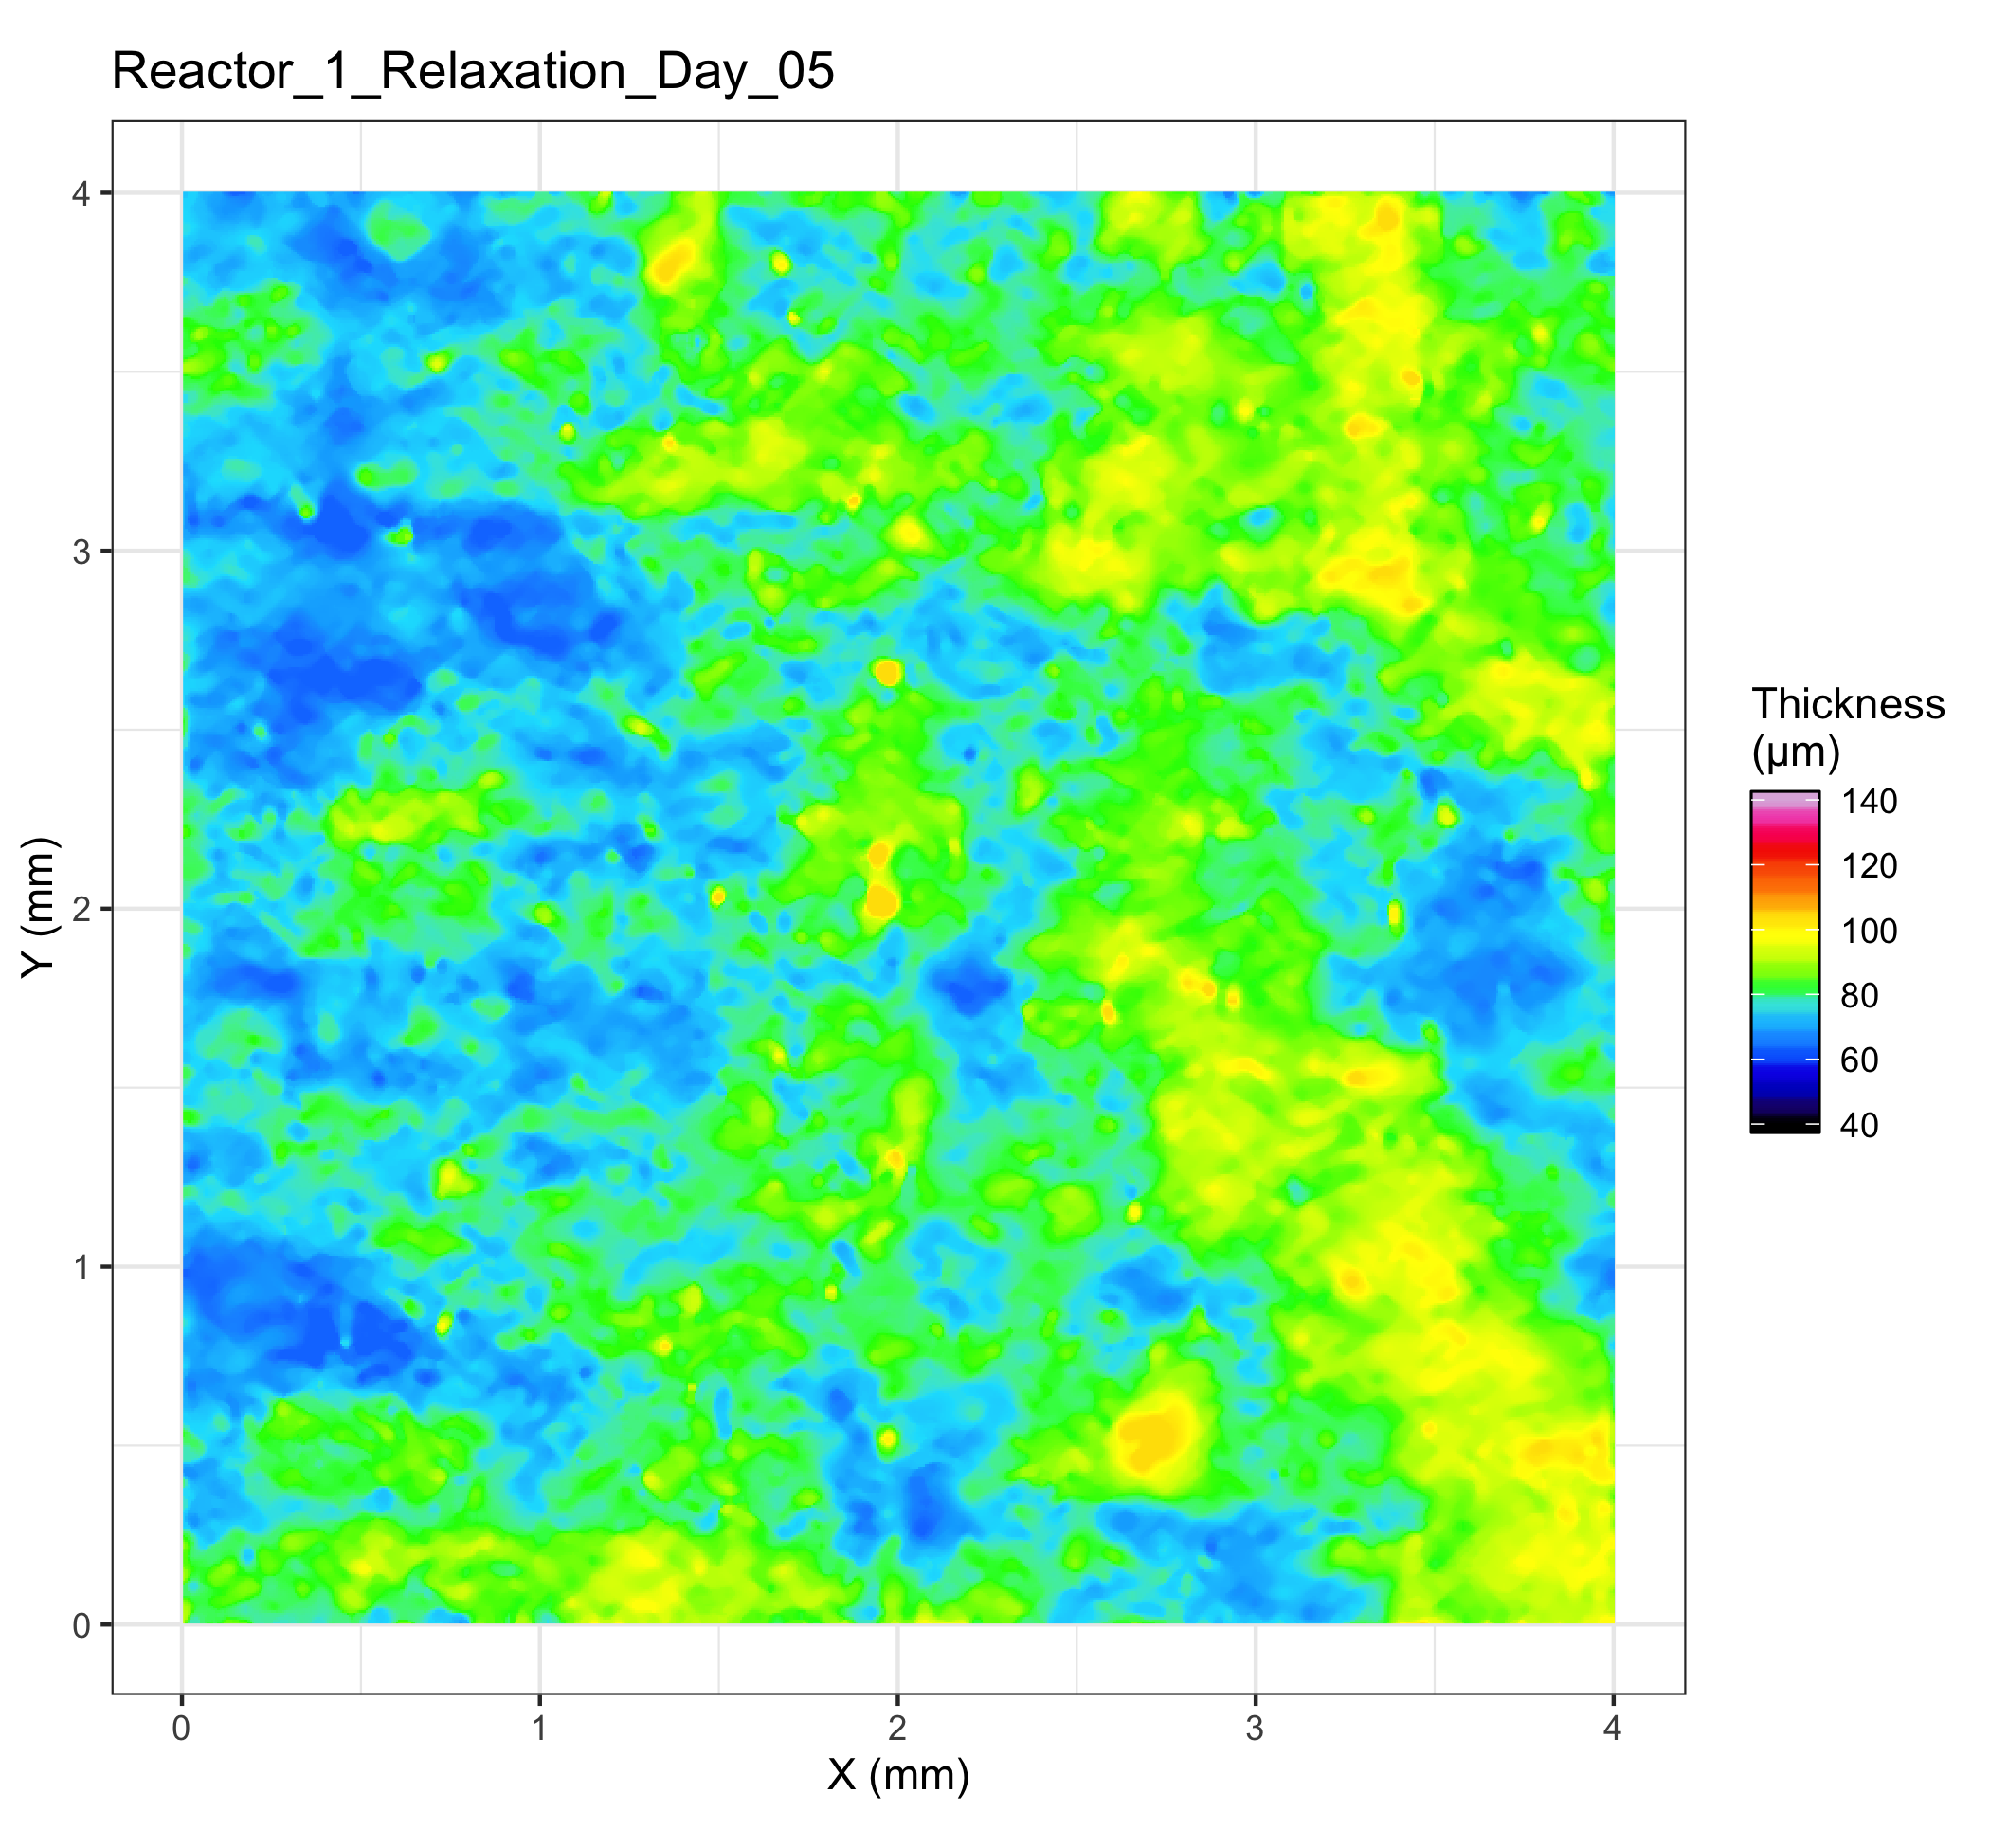 Reactor_1_Relaxation_Day_05
4
3
2
1
0
Y (mm)
0 1 2 3 4
X (mm)
Thickness
(μm)
140
120
100
80
60
40